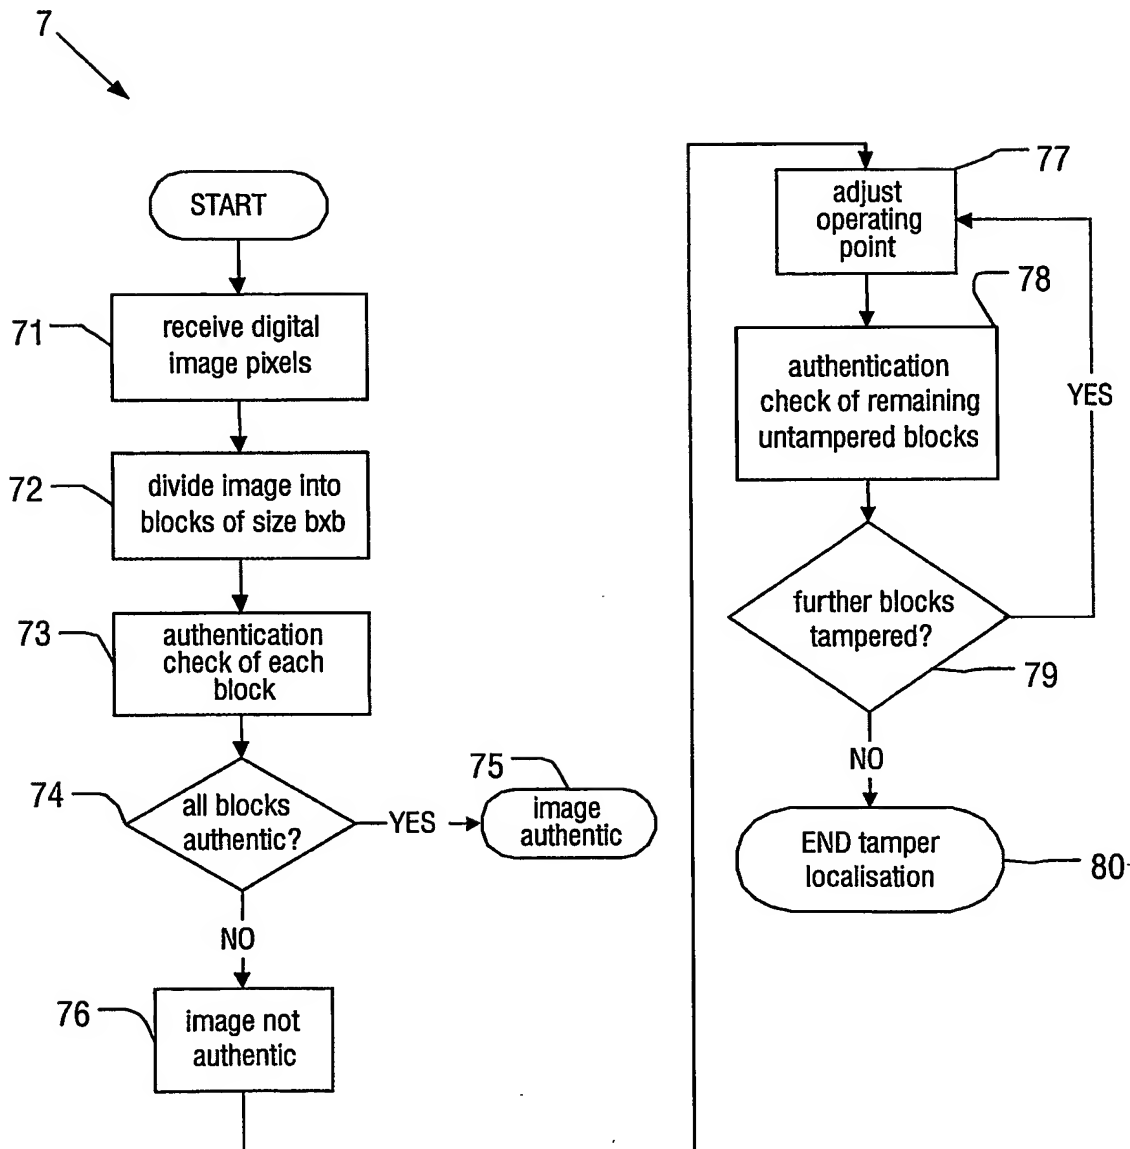 7
START
71
receive digital
image pixels
72
divide image into
blocks of size bxb
73
authentication
check of each
block
74
all blocks
authentic?
YES
75
image
authentic
NO
76
image not
authentic
77
adjust
operating
point
78
authentication
check of remaining
untampered blocks
YES
further blocks
tampered?
79
NO
END tamper
localisation
80